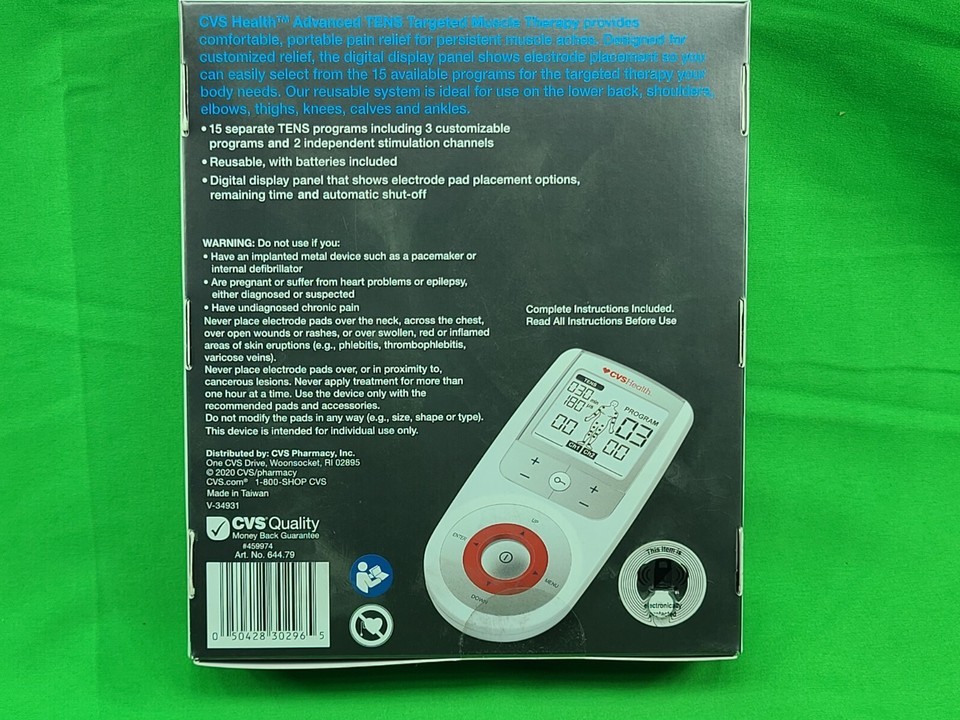 CVS Health™ Advanced TENS Targeted Muscle Therapy provides
comfortable, portable pain relief for persistent muscle aches. Designed for
customized relief, the digital display panel shows electrode placement so you
can easily select from the 15 available programs for the targeted therapy your
body needs. Our reusable system is ideal for use on the lower back, shoulders,
elbows, thighs, knees, calves and ankles.
• 15 separate TENS programs including 3 customizable
programs and 2 independent stimulation channels
• Reusable, with batteries included
• Digital display panel that shows electrode pad placement options,
remaining time and automatic shut-off
WARNING: Do not use if you:
• Have an implanted metal device such as a pacemaker or
internal defibrillator
• Are pregnant or suffer from heart problems or epilepsy,
either diagnosed or suspected
• Have undiagnosed chronic pain
Never place electrode pads over the neck, across the chest,
over open wounds or rashes, or over swollen, red or inflamed
areas of skin eruptions (e.g., phlebitis, thrombophlebitis,
varicose veins).
Never place electrode pads over, or in proximity to,
cancerous lesions. Never apply treatment for more than
one hour at a time. Use the device only with the
recommended pads and accessories.
Do not modify the pads in any way (e.g., size, shape or type).
This device is intended for individual use only.
Complete Instructions Included.
Read All Instructions Before Use
Distributed by: CVS Pharmacy, Inc.
One CVS Drive, Woonsocket, RI 02895
© 2020 CVS/pharmacy
CVS.com® 1-800-SHOP CVS
Made in Taiwan
V-34931
CVS Quality
Money Back Guarantee
#459974
Art. No. 644.79
0 50428 30296 5
CVSHealth
TENS
030 min
180
PROGRAM
03
00
Ch1 Ch2
00
UP
ENTER
MENU
DOWN
This item is
electronically
protected